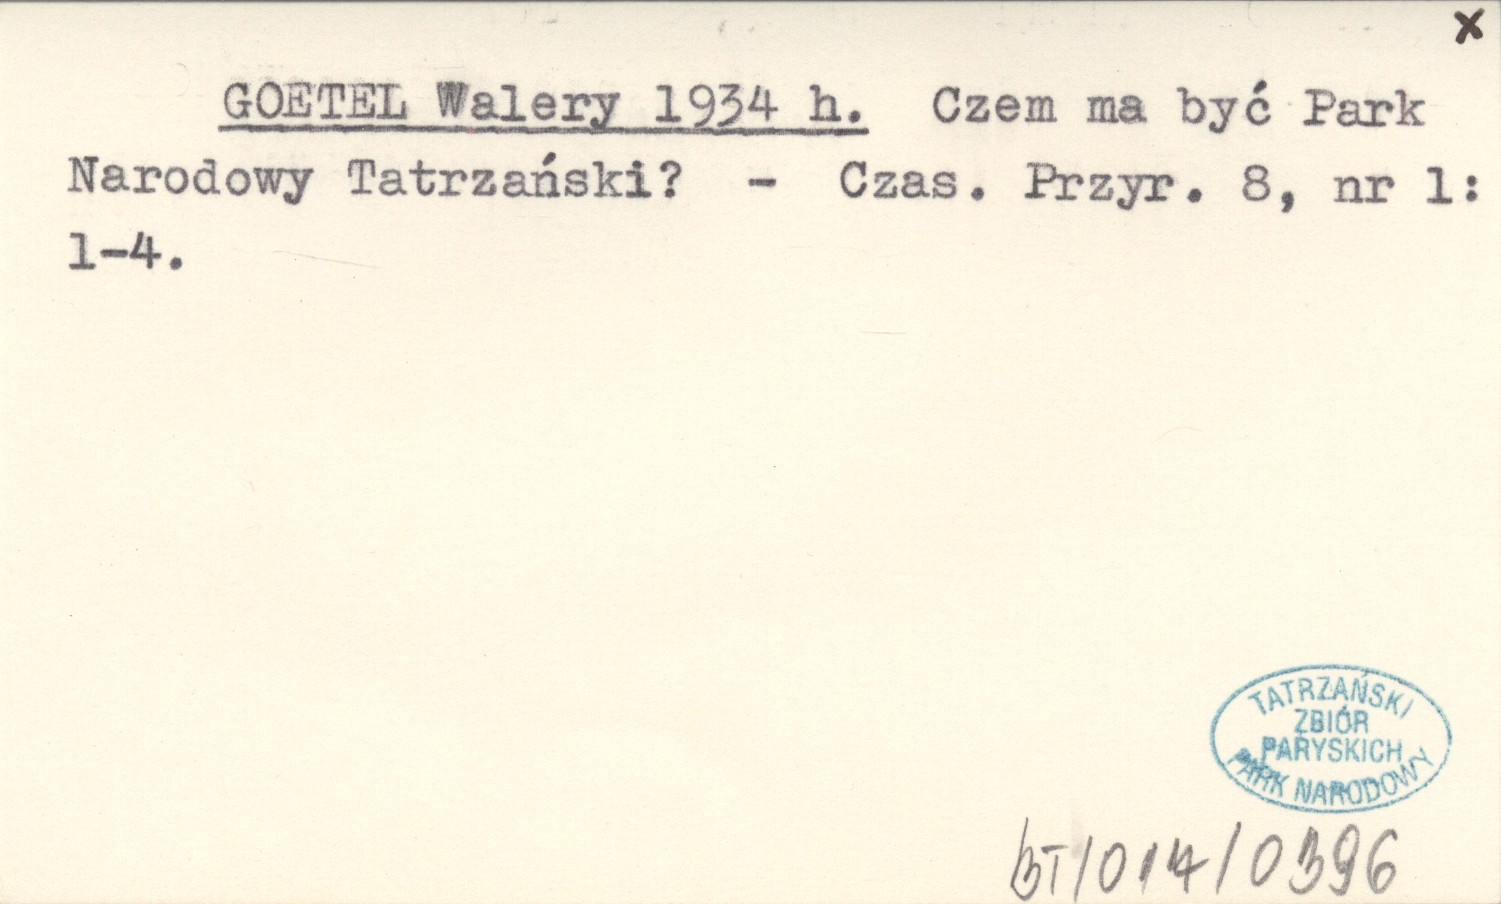 x
GOETEL Walery 1934 h. Czem ma być Park
Narodowy Tatrzański? - Czas. Przyr. 8, nr 1:
1-4.
TATRZAŃSKI
ZBIÓR
PARYSKICH
PARK NARODOWY
BT/014/0396